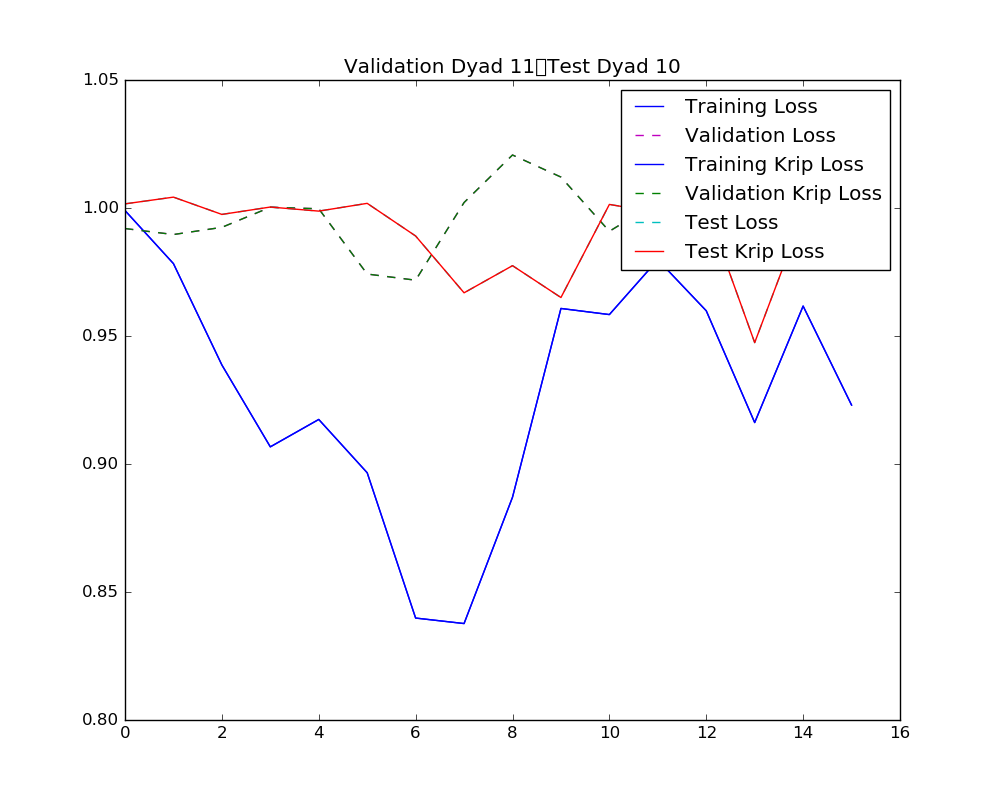 Validation Dyad 11▯Test Dyad 10
1.05
1.00
0.95
0.90
0.85
0.80
0
2
4
6
8
10
12
14
16
Training Loss
Validation Loss
Training Krip Loss
Validation Krip Loss
Test Loss
Test Krip Loss